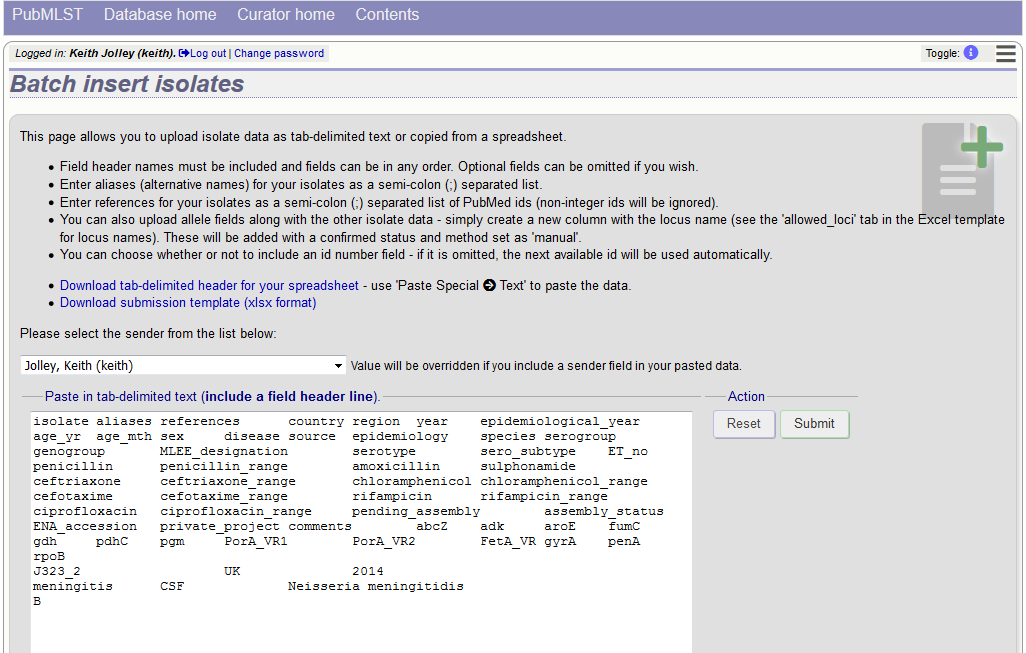 PubMLST Database home Curator home Contents
Logged in: Keith Jolley (keith). Log out | Change password Toggle: i
Batch insert isolates
This page allows you to upload isolate data as tab-delimited text or copied from a spreadsheet.
• Field header names must be included and fields can be in any order. Optional fields can be omitted if you wish.
• Enter aliases (alternative names) for your isolates as a semi-colon (;) separated list.
• Enter references for your isolates as a semi-colon (;) separated list of PubMed ids (non-integer ids will be ignored).
• You can also upload allele fields along with the other isolate data - simply create a new column with the locus name (see the 'allowed_loci' tab in the Excel template
for locus names). These will be added with a confirmed status and method set as 'manual'.
• You can choose whether or not to include an id number field - if it is omitted, the next available id will be used automatically.
• Download tab-delimited header for your spreadsheet - use 'Paste Special ➔ Text' to paste the data.
• Download submission template (xlsx format)
Please select the sender from the list below:
Jolley, Keith (keith) Value will be overridden if you include a sender field in your pasted data.
Paste in tab-delimited text (include a field header line). Action
Reset Submit
isolate aliases references country region year epidemiological_year
age_yr age_mth sex disease source epidemiology species serogroup
genogroup MLEE_designation serotype sero_subtype ET_no
penicillin penicillin_range amoxicillin sulphonamide
ceftriaxone ceftriaxone_range chloramphenicol chloramphenicol_range
cefotaxime cefotaxime_range rifampicin rifampicin_range
ciprofloxacin ciprofloxacin_range pending_assembly assembly_status
ENA_accession private_project comments abcZ adk aroE fumC
gdh pdhC pgm PorA_VR1 PorA_VR2 FetA_VR gyrA penA
rpoB
J323_2 UK 2014
meningitis CSF Neisseria meningitidis
B